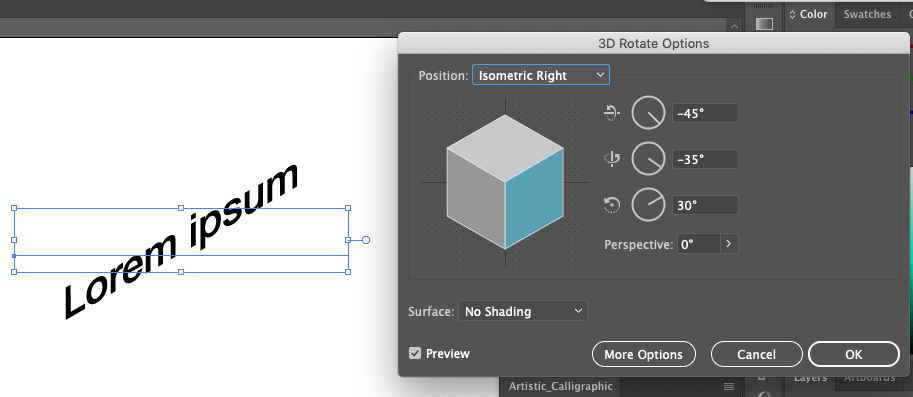 Color
Swatches
3D Rotate Options
Position: Isometric Right
-45°
-35°
30°
Perspective: 0°
Lorem ipsum
Surface: No Shading
Preview
More Options
Cancel
OK
Artistic_Calligraphic
Layers
Artboards